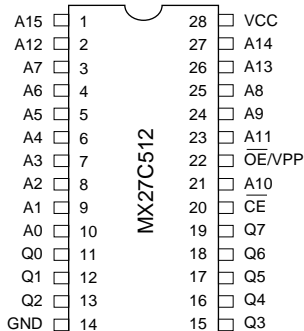 A15 1 28 VCC
A12 2 27 A14
A7 3 26 A13
A6 4 25 A8
A5 5 24 A9
A4 6 23 A11
A3 7 22 OE/VPP
A2 8 21 A10
A1 9 20 CE
A0 10 19 Q7
Q0 11 18 Q6
Q1 12 17 Q5
Q2 13 16 Q4
GND 14 15 Q3
MX27C512